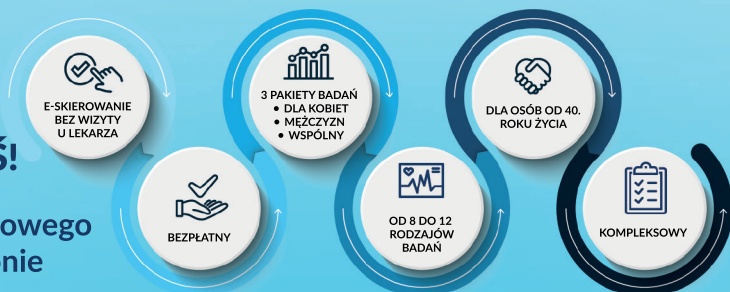 E-SKIEROWANIE
BEZ WIZYTY
U LEKARZA
BEZPŁATNY
3 PAKIETY BADAŃ
• DLA KOBIET
• MĘŻCZYZN
• WSPÓLNY
OD 8 DO 12
RODZAJÓW
BADAŃ
DLA OSÓB OD 40.
ROKU ŻYCIA
KOMPLEKSOWY
Ś!
owego
nie